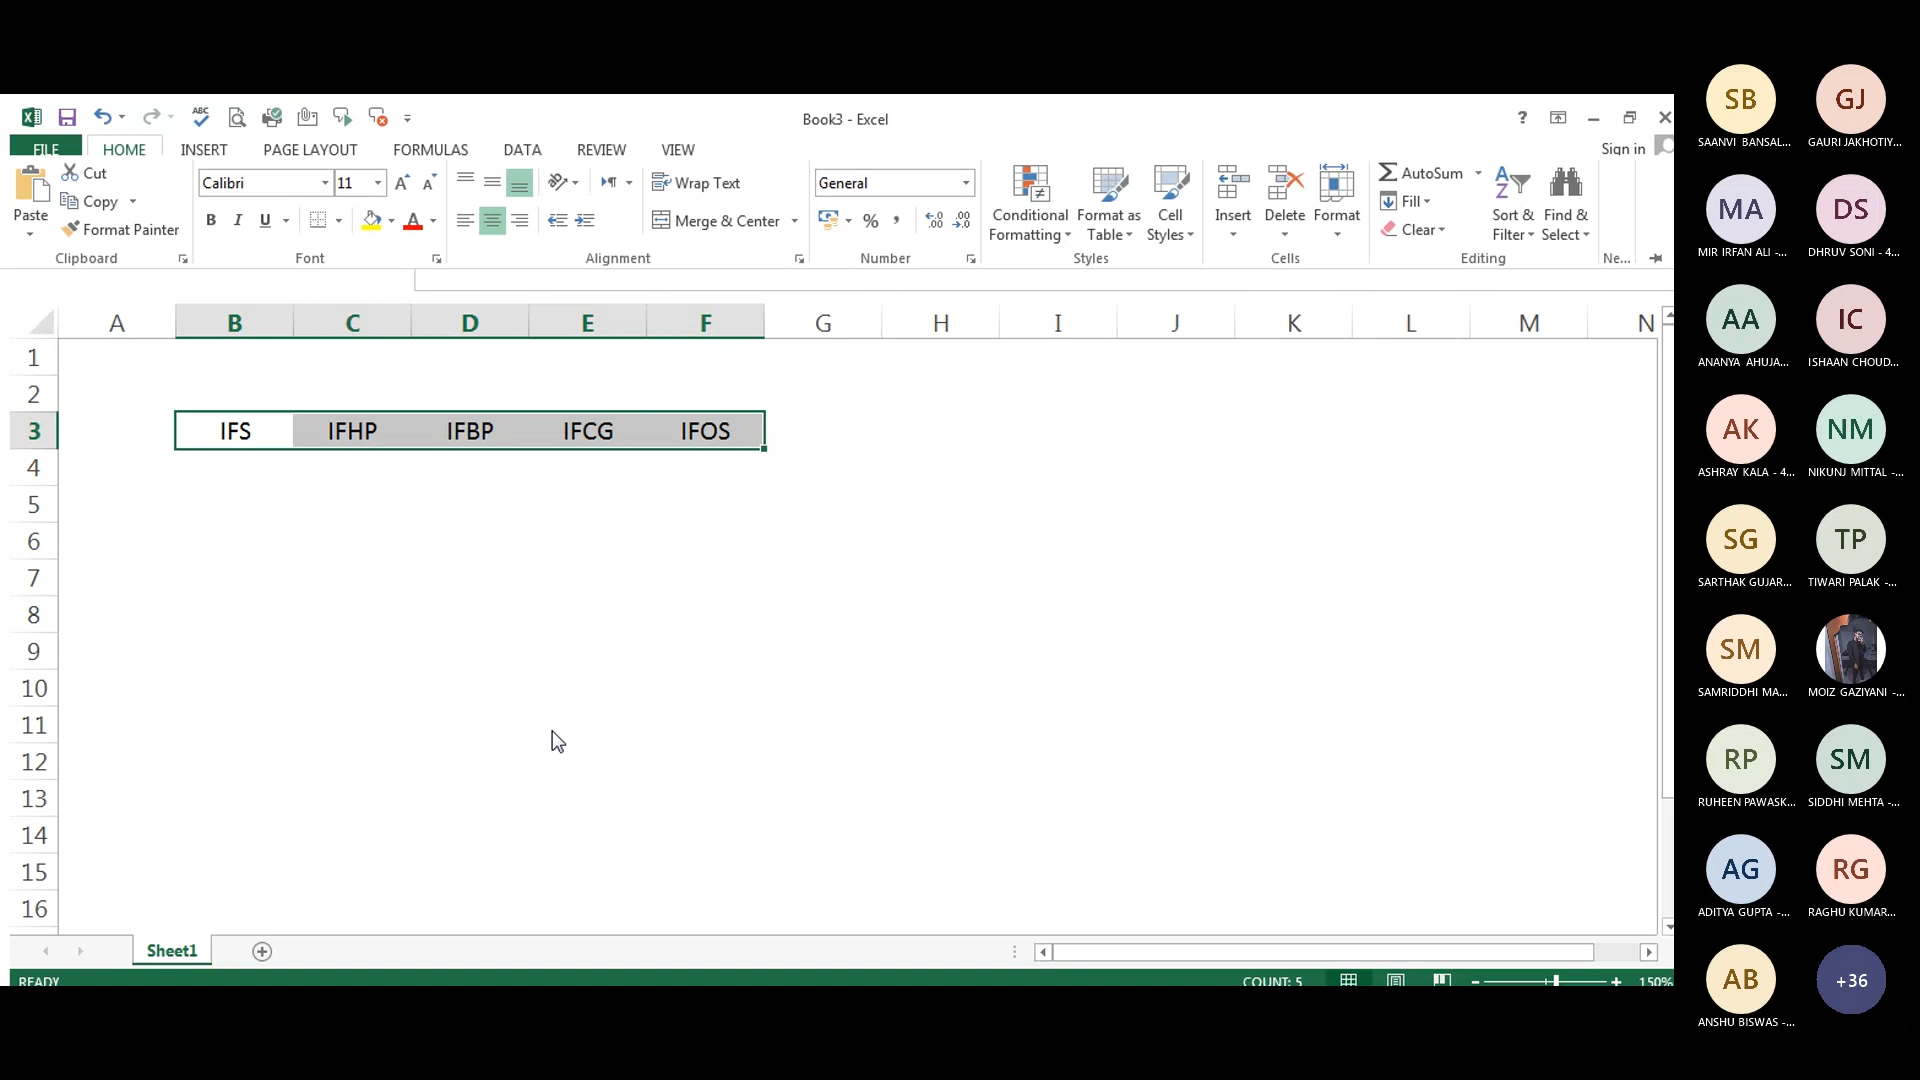 Book3 - Excel
?
FILE HOME INSERT PAGE LAYOUT FORMULAS DATA REVIEW VIEW Sign in
Paste
Cut
Copy
Format Painter
Clipboard
Calibri 11
B I U
Font
Wrap Text
Merge & Center
Alignment
General
% ,
Number
Conditional Formatting
Format as Table
Cell Styles
Styles
Insert
Delete
Format
Cells
AutoSum
Fill
Clear
Sort & Filter
Find & Select
Editing
Ne...
A B C D E F G H I J K L M N
1
2
3 IFS IFHP IFBP IFCG IFOS
4
5
6
7
8
9
10
11
12
13
14
15
16
Sheet1
READY COUNT: 5 150%
SB GJ
SAANVI BANSAL... GAURI JAKHOTIY...
MA DS
MIR IRFAN ALI -... DHRUV SONI - 4...
AA IC
ANANYA AHUJA... ISHAAN CHOUD...
AK NM
ASHRAY KALA - 4... NIKUNJ MITTAL -...
SG TP
SARTHAK GUJAR... TIWARI PALAK -...
SM
SAMRIDDHI MA... MOIZ GAZIYANI -...
RP SM
RUHEEN PAWASK... SIDDHI MEHTA -...
AG RG
ADITYA GUPTA -... RAGHU KUMAR...
AB +36
ANSHU BISWAS -...